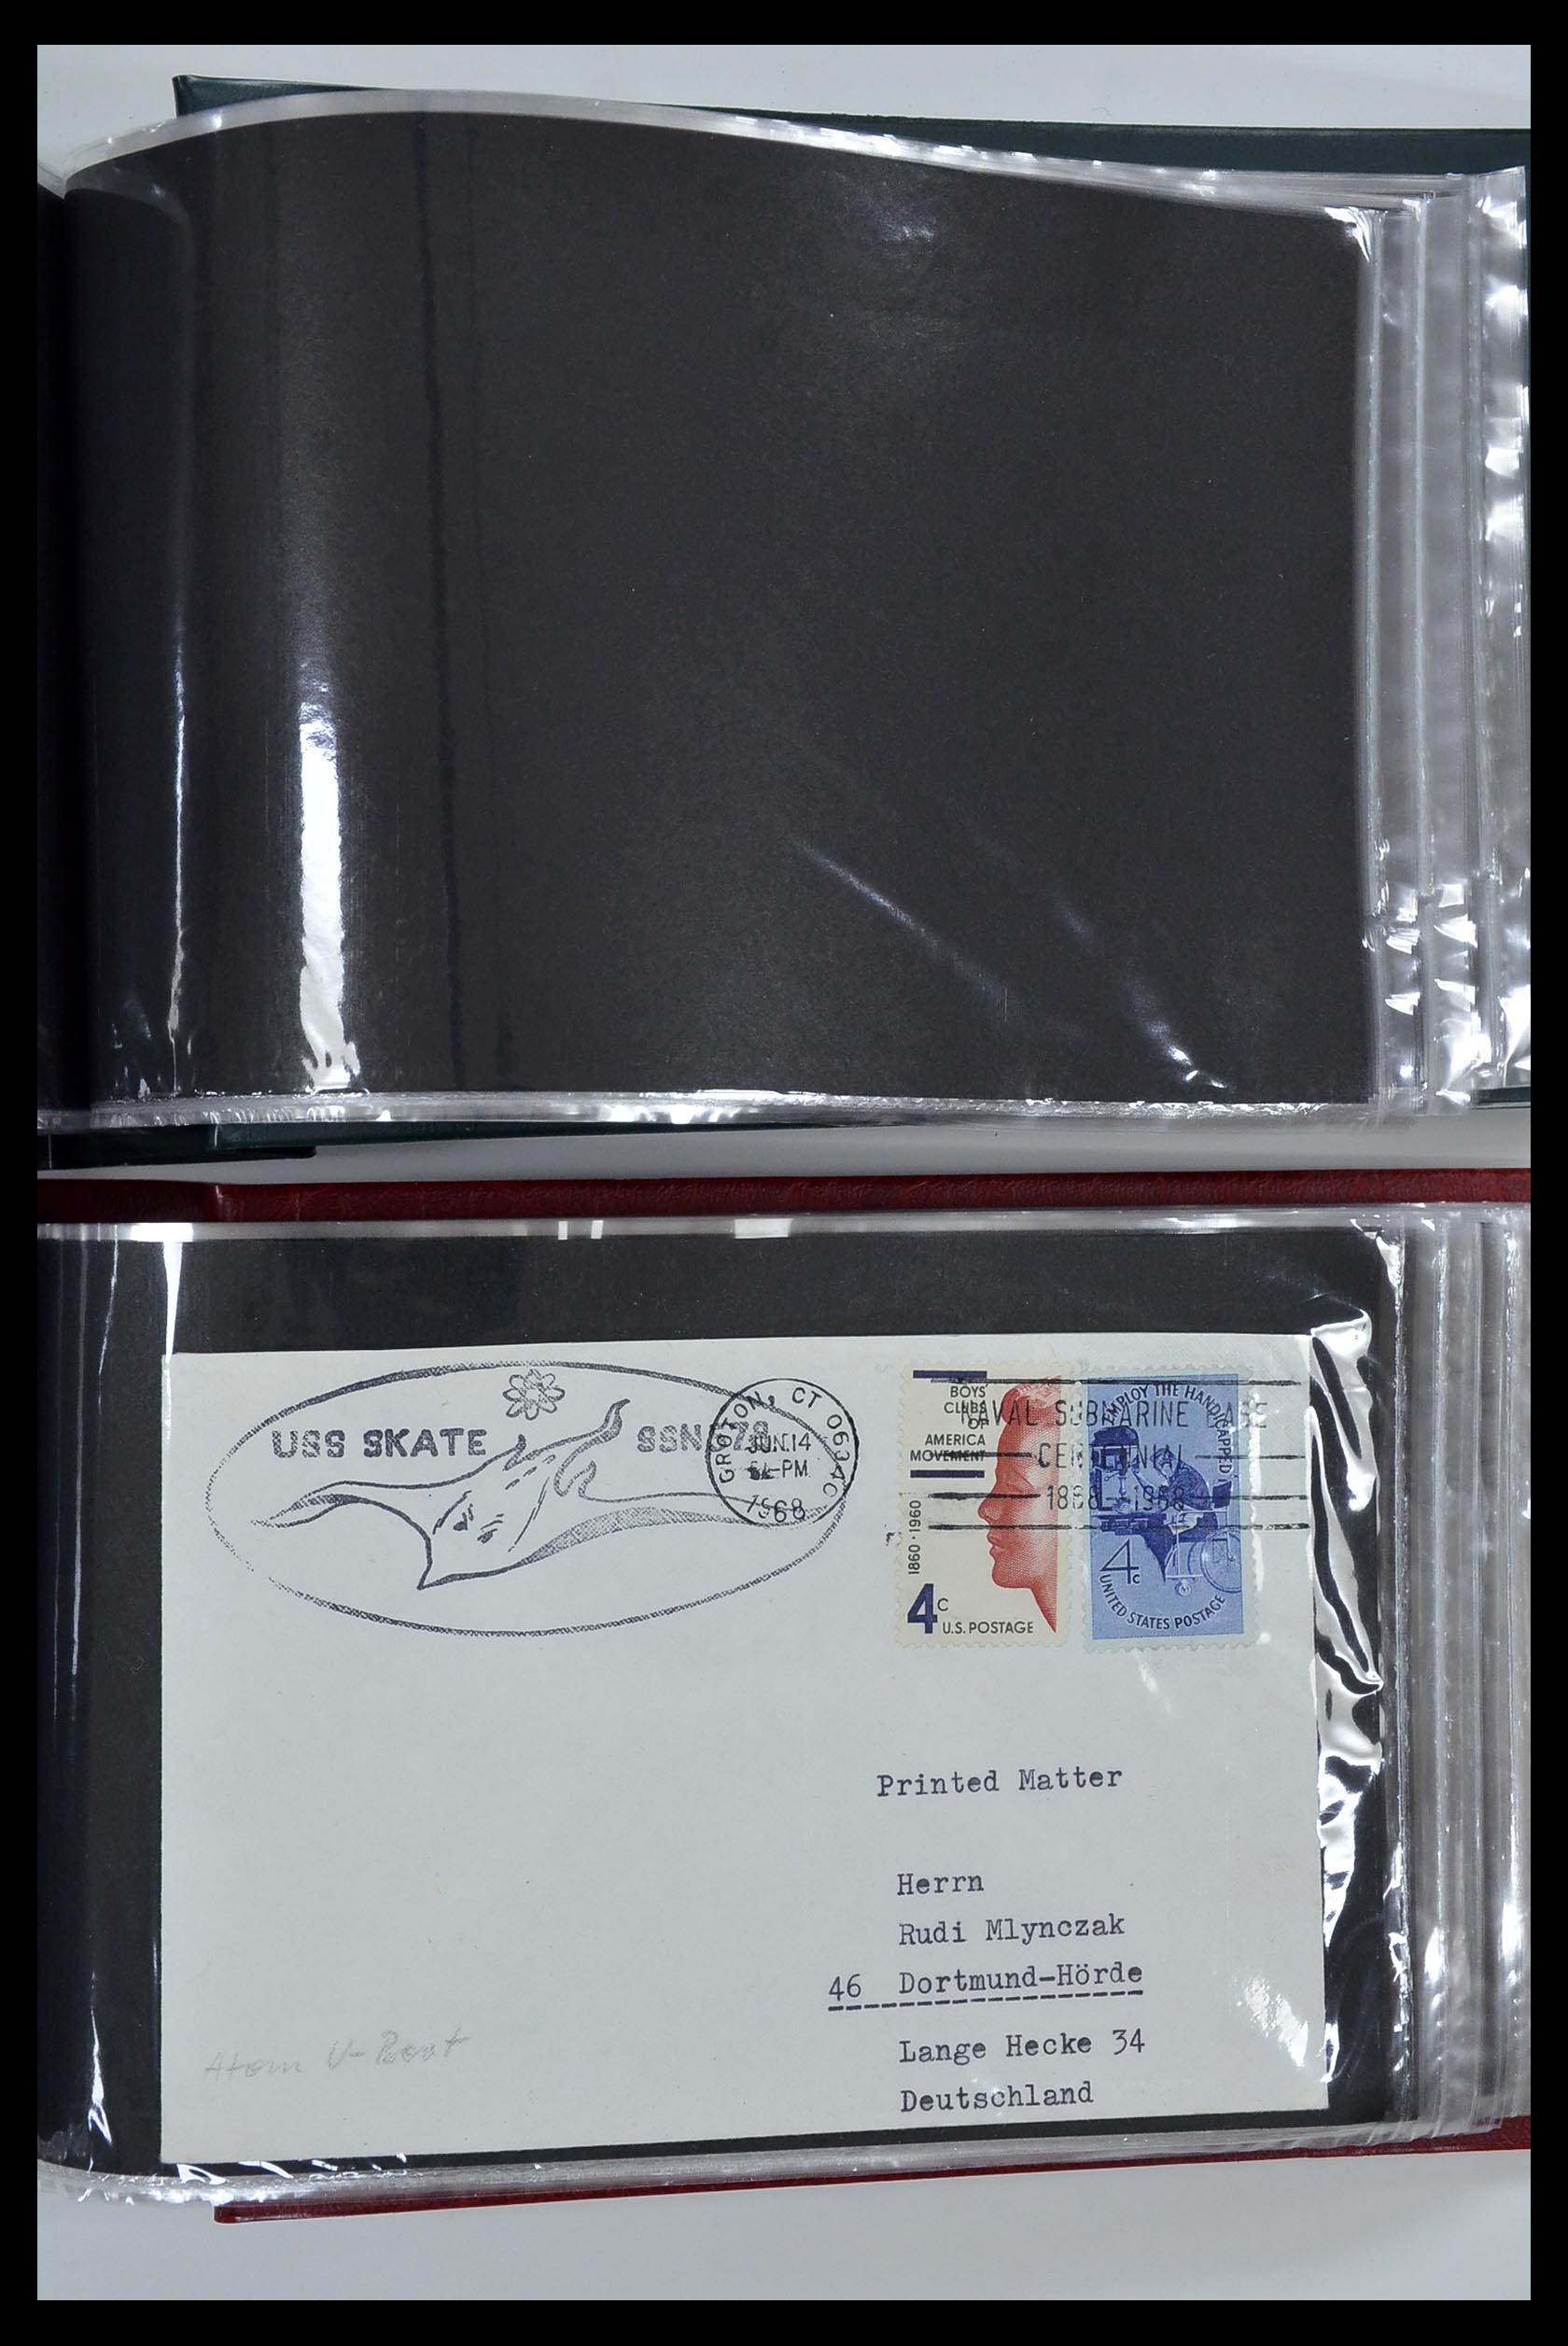 USS SKATE SSN 578
GROTON, CT 0634
JUN 14
PM
1968
NAVAL SUBMARINE BASE
CENTENNIAL
1868 - 1968
BOYS'
CLUBS
OF
AMERICA
MOVEMENT
1860 · 1960
4c
U.S. POSTAGE
EMPLOY THE HANDICAPPED
4c
UNITED STATES POSTAGE
Printed Matter
Herrn
Rudi Mlynczak
46 Dortmund-Hörde
Lange Hecke 34
Deutschland
Atom U-Boot